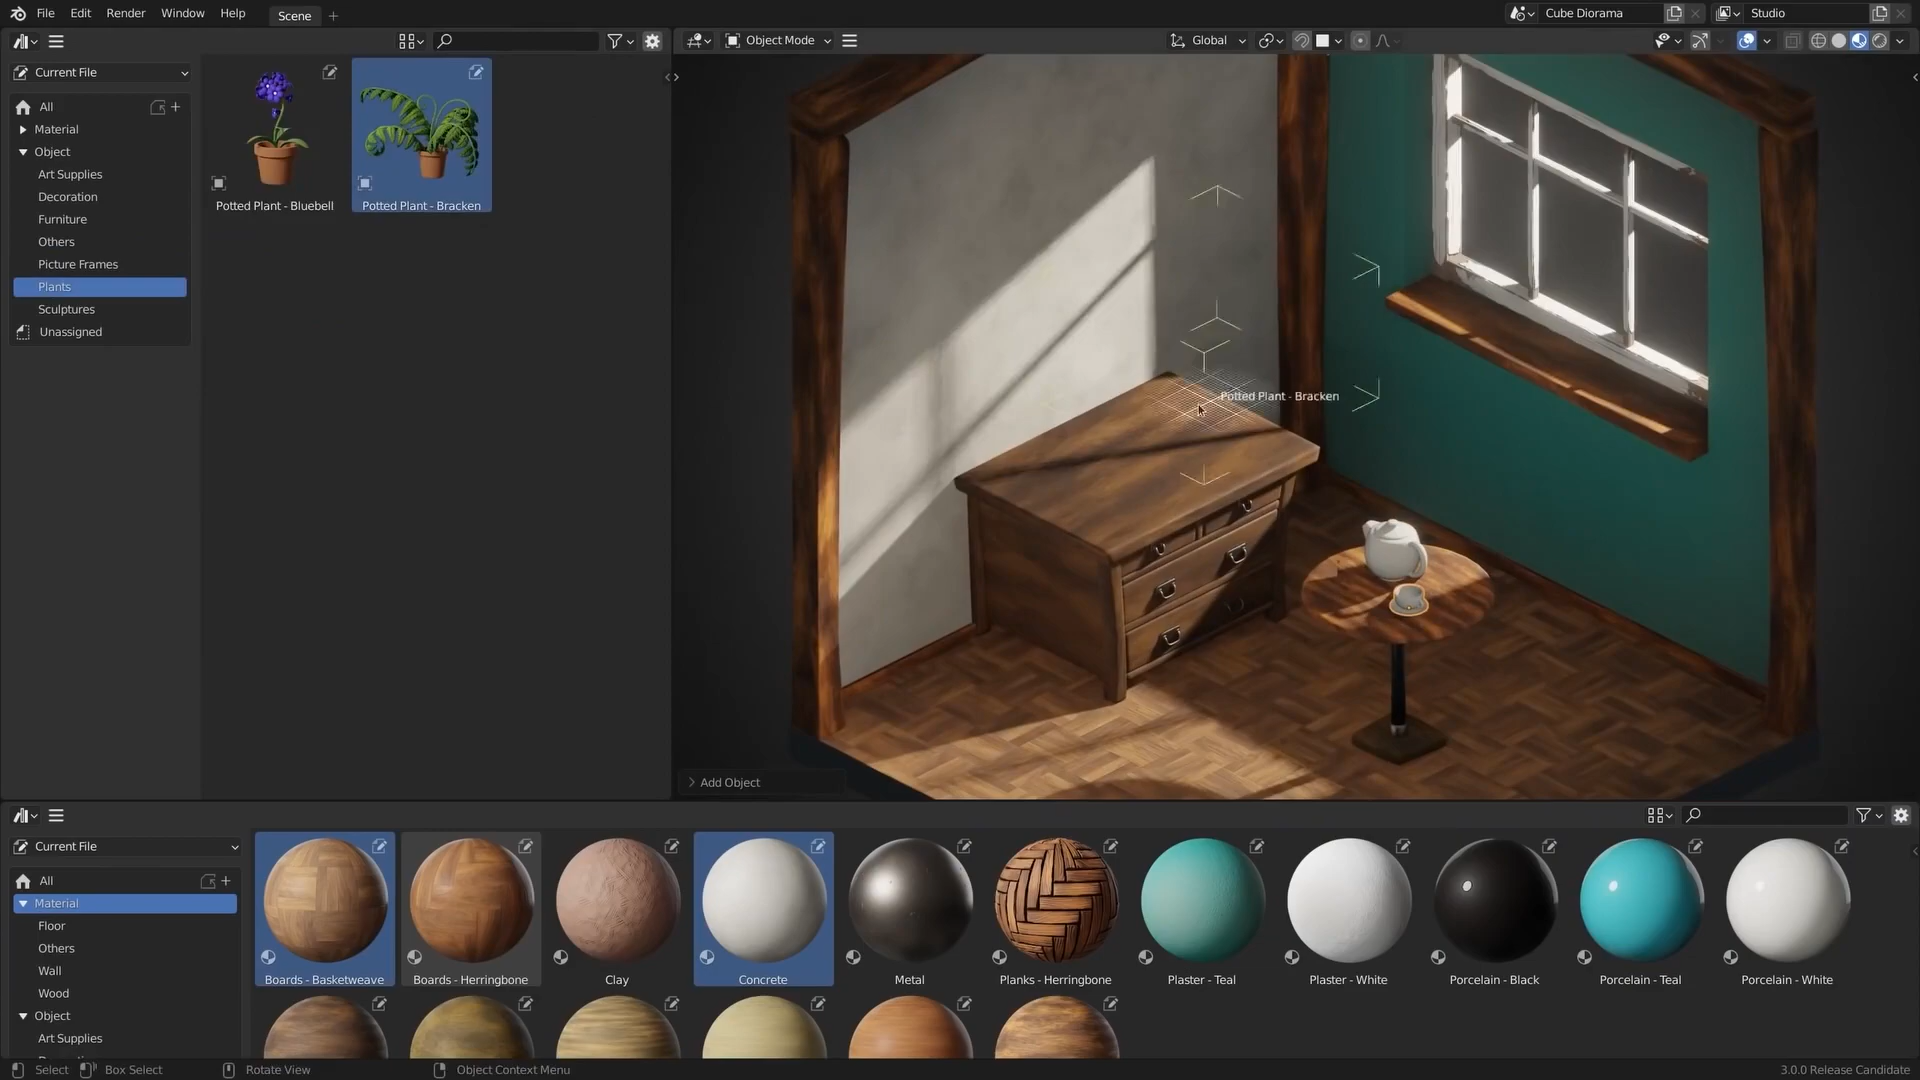 File Edit Render Window Help Scene
Cube Diorama
Studio
Object Mode
Global
Current File
All
Material
Object
Art Supplies
Decoration
Furniture
Others
Picture Frames
Plants
Sculptures
Unassigned
Potted Plant - Bluebell
Potted Plant - Bracken
Potted Plant - Bracken
Add Object
Current File
All
Material
Floor
Others
Wall
Wood
Object
Art Supplies
Boards - Basketweave
Boards - Herringbone
Clay
Concrete
Metal
Planks - Herringbone
Plaster - Teal
Plaster - White
Porcelain - Black
Porcelain - Teal
Porcelain - White
Select
Box Select
Rotate View
Object Context Menu
3.0.0 Release Candidate